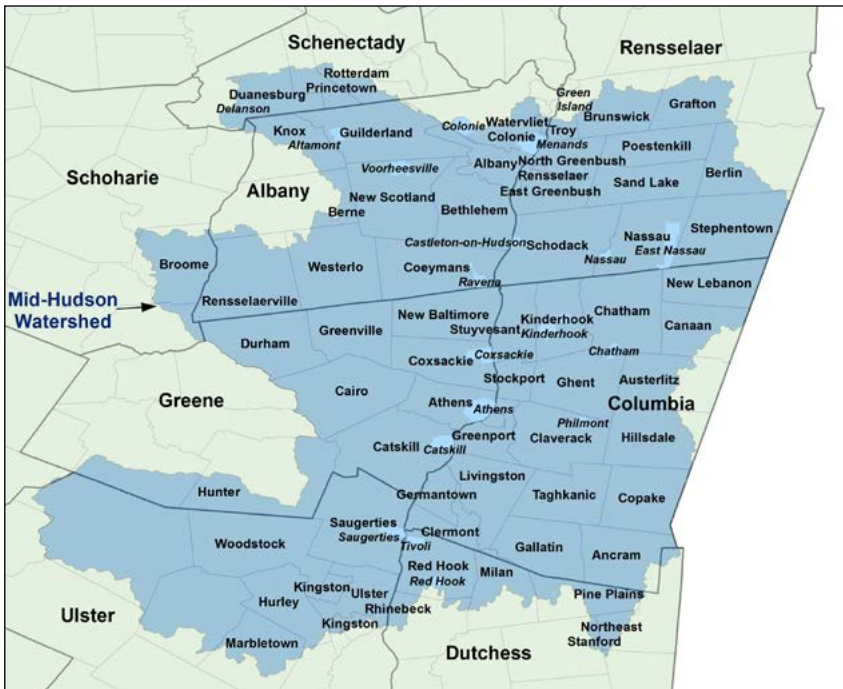 Schenectady
Rensselaer
Rotterdam
Princetown
Duanesburg
Delanson
Green
Island
Grafton
Brunswick
Knox
Altamont
Guilderland
Colonie
Watervliet
Colonie
Troy
Menands
Poestenkill
Voorheesville
Albany
North Greenbush
Rensselaer
East Greenbush
Sand Lake
Berlin
Schoharie
Albany
New Scotland
Berne
Bethlehem
Castleton-on-Hudson
Schodack
Nassau
Nassau
East Nassau
Stephentown
Broome
Westerlo
Coeymans
Ravena
New Lebanon
Mid-Hudson
Watershed
Rensselaerville
New Baltimore
Stuyvesant
Kinderhook
Kinderhook
Chatham
Canaan
Durham
Greenville
Coxsackie
Coxsackie
Chatham
Stockport
Ghent
Austerlitz
Greene
Cairo
Athens
Athens
Columbia
Philmont
Catskill
Catskill
Greenport
Claverack
Hillsdale
Livingston
Hunter
Germantown
Taghkanic
Copake
Woodstock
Saugerties
Saugerties
Tivoli
Clermont
Gallatin
Ancram
Red Hook
Red Hook
Milan
Pine Plains
Ulster
Kingston
Hurley
Ulster
Rhinebeck
Kingston
Marbletown
Northeast
Stanford
Dutchess